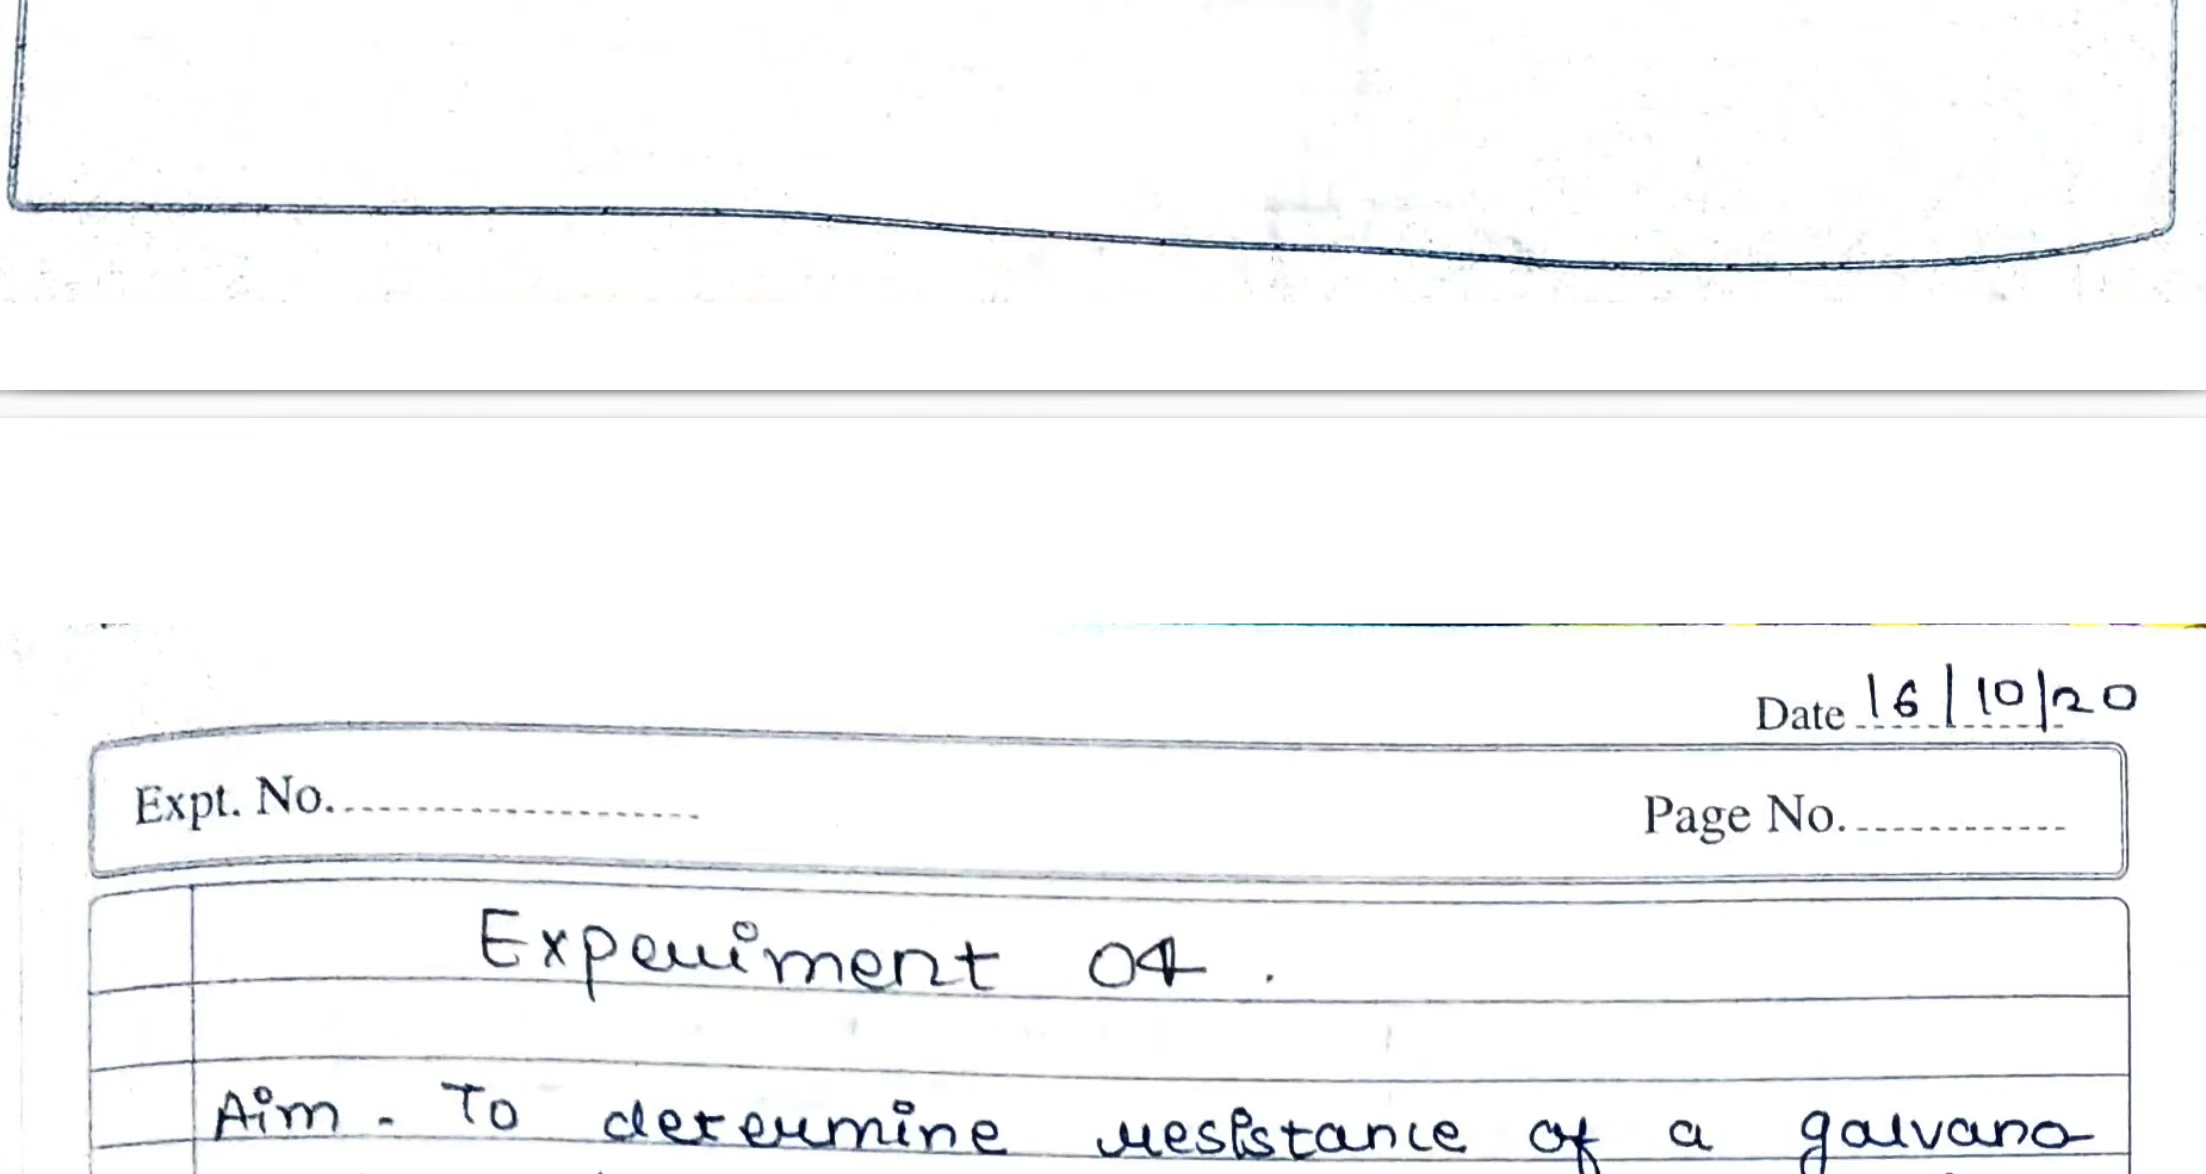 Date 16/10/20
Expt. No.
Page No.
Experiment 04.
Aim - To determine resistance of a galvano